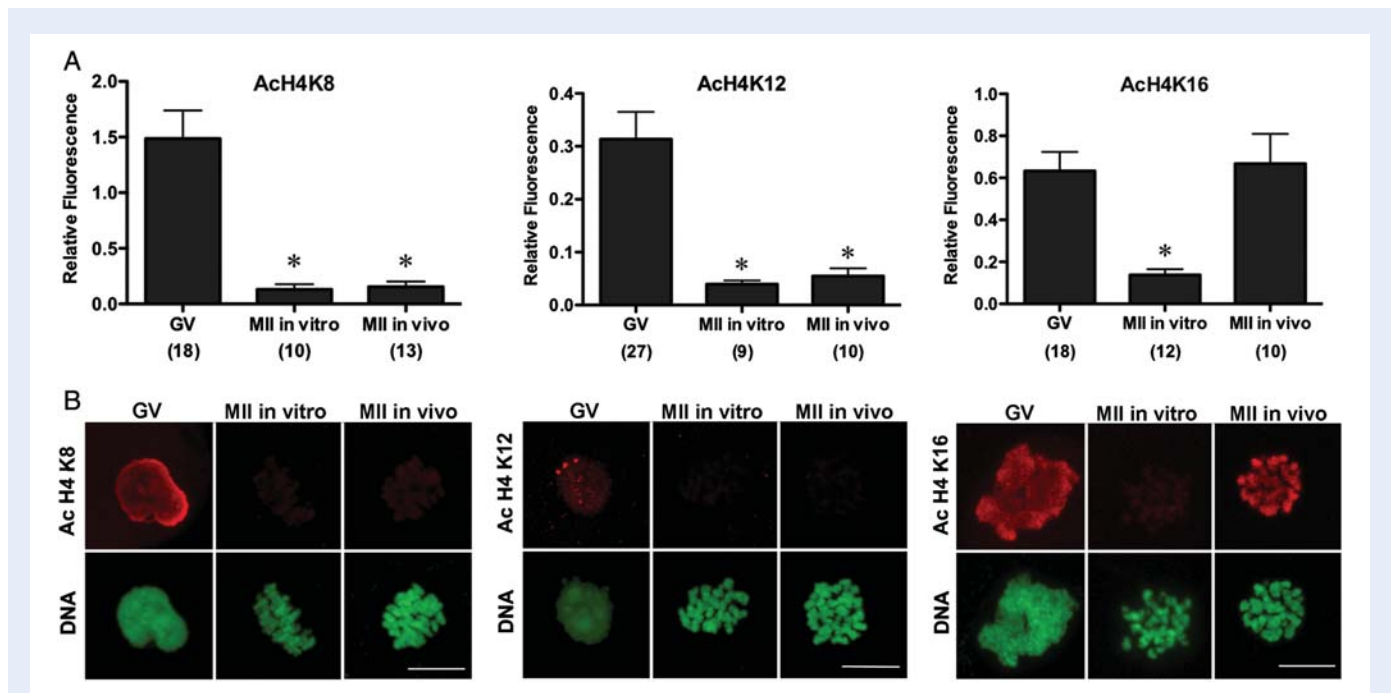 A
AcH4K8
Relative Fluorescence
2.0
1.5
1.0
0.5
0.0
GV MII in vitro MII in vivo
(18) (10) (13)
* *
AcH4K12
Relative Fluorescence
0.4
0.3
0.2
0.1
0.0
GV MII in vitro MII in vivo
(27) (9) (10)
* *
AcH4K16
Relative Fluorescence
1.0
0.8
0.6
0.4
0.2
0.0
GV MII in vitro MII in vivo
(18) (12) (10)
*
B
GV MII in vitro MII in vivo
Ac H4 K8
DNA
GV MII in vitro MII in vivo
Ac H4 K12
DNA
GV MII in vitro MII in vivo
Ac H4 K16
DNA